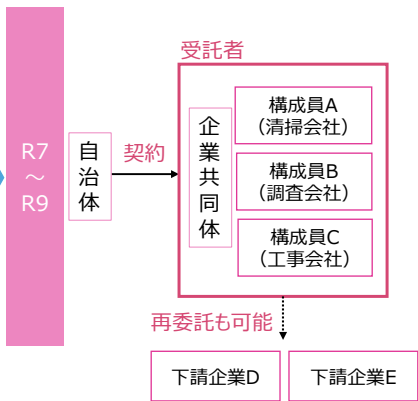 受託者
R7
～
R9
自治体
契約
企業共同体
構成員A
（清掃会社）
構成員B
（調査会社）
構成員C
（工事会社）
再委託も可能
下請企業D
下請企業E